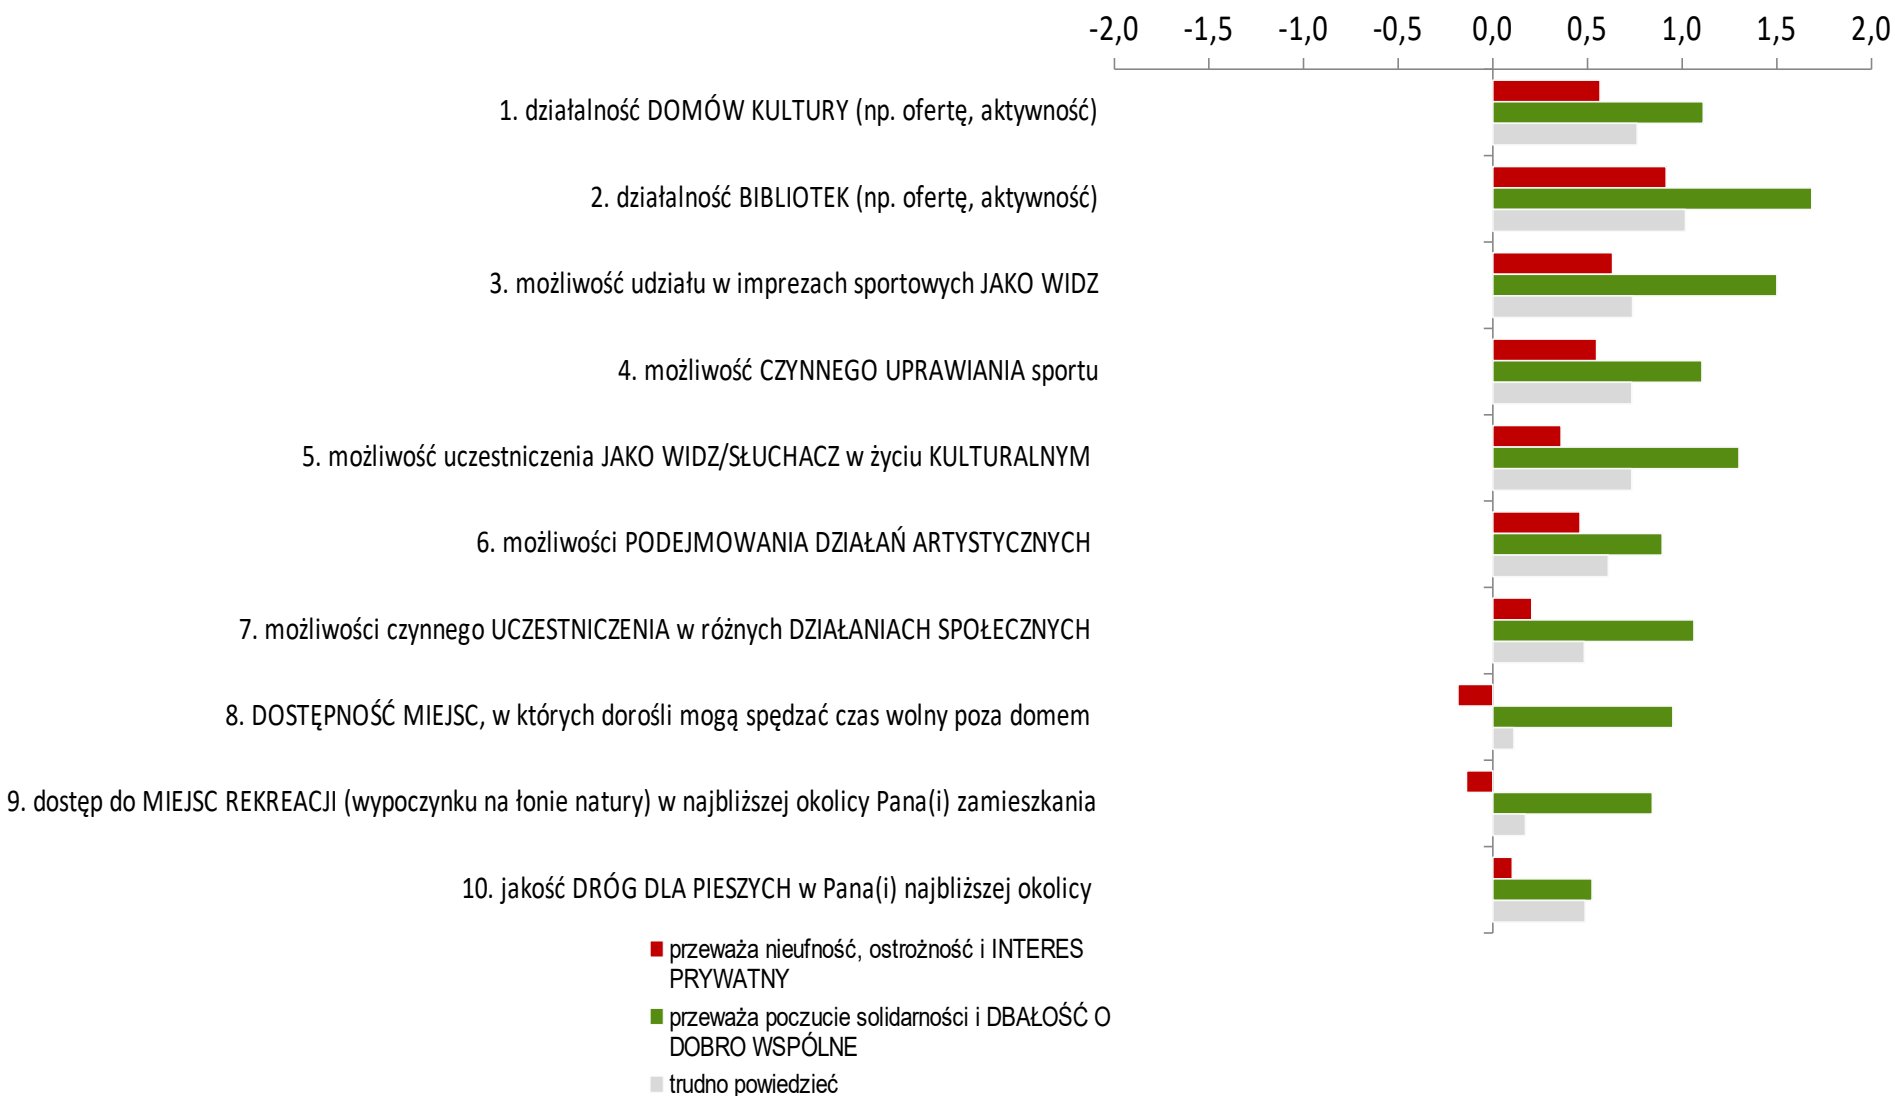 -2,0 -1,5 -1,0 -0,5 0,0 0,5 1,0 1,5 2,0
1. działalność DOMÓW KULTURY (np. ofertę, aktywność)
2. działalność BIBLIOTEK (np. ofertę, aktywność)
3. możliwość udziału w imprezach sportowych JAKO WIDZ
4. możliwość CZYNNEGO UPRAWIANIA sportu
5. możliwość uczestniczenia JAKO WIDZ/SŁUCHACZ w życiu KULTURALNYM
6. możliwości PODEJMOWANIA DZIAŁAŃ ARTYSTYCZNYCH
7. możliwości czynnego UCZESTNICZENIA w różnych DZIAŁANIACH SPOŁECZNYCH
8. DOSTĘPNOŚĆ MIEJSC, w których dorośli mogą spędzać czas wolny poza domem
9. dostęp do MIEJSC REKREACJI (wypoczynku na łonie natury) w najbliższej okolicy Pana(i) zamieszkania
10. jakość DRÓG DLA PIESZYCH w Pana(i) najbliższej okolicy
przeważa nieufność, ostrożność i INTERES
PRYWATNY
przeważa poczucie solidarności i DBAŁOŚĆ O
DOBRO WSPÓLNE
trudno powiedzieć